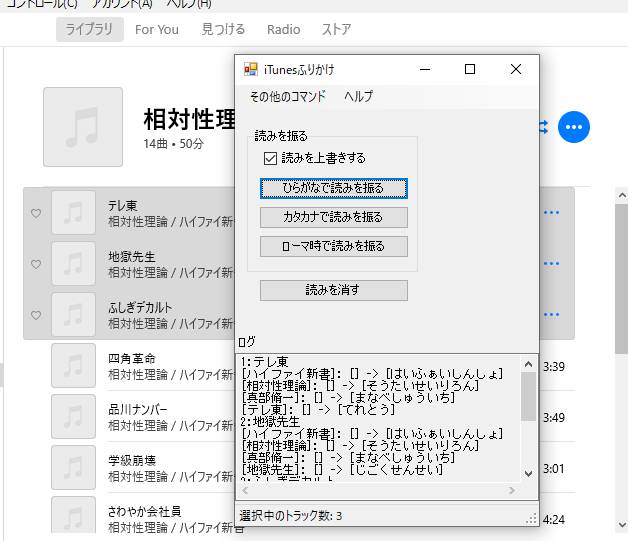 コントロール(C) アカウント(A) ヘルプ(H)
ライブラリ For You 見つける Radio ストア
相対性理
14曲 • 50分
テレ東
相対性理論 / ハイファイ新
地獄先生
相対性理論 / ハイファイ新
ふしぎデカルト
相対性理論 / ハイファイ新
四角革命
相対性理論 / ハイファイ新
3:39
品川ナンバー
相対性理論 / ハイファイ新
3:49
学級崩壊
相対性理論 / ハイファイ新
3:01
さわやか会社員
相対性理論 / ハイファイ新書
4:24
iTunesふりかけ
その他のコマンド ヘルプ
読みを振る
読みを上書きする
ひらがなで読みを振る
カタカナで読みを振る
ローマ時で読みを振る
読みを消す
ログ
1:テレ東
[ハイファイ新書]: [] -> [はいふぁいしんしょ]
[相対性理論]: [] -> [そうたいせいりろん]
[真部脩一]: [] -> [まなべしゅういち]
[テレ東]: [] -> [てれとう]
2:地獄先生
[ハイファイ新書]: [] -> [はいふぁいしんしょ]
[相対性理論]: [] -> [そうたいせいりろん]
[真部脩一]: [] -> [まなべしゅういち]
[地獄先生]: [] -> [じごくせんせい]
3:ふしぎデカルト
選択中のトラック数: 3